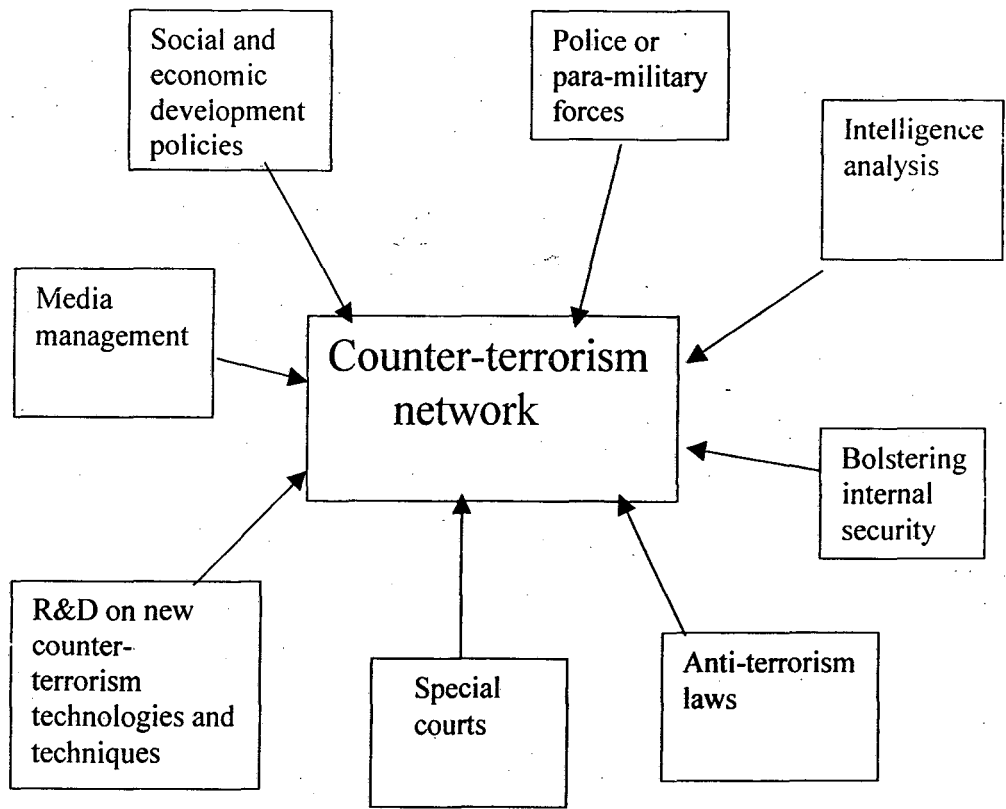 Social and
economic
development
policies
Police or
para-military
forces
Intelligence
analysis
Media
management
Counter-terrorism
network
Bolstering
internal
security
R&D on new
counter-
terrorism
technologies and
techniques
Special
courts
Anti-terrorism
laws